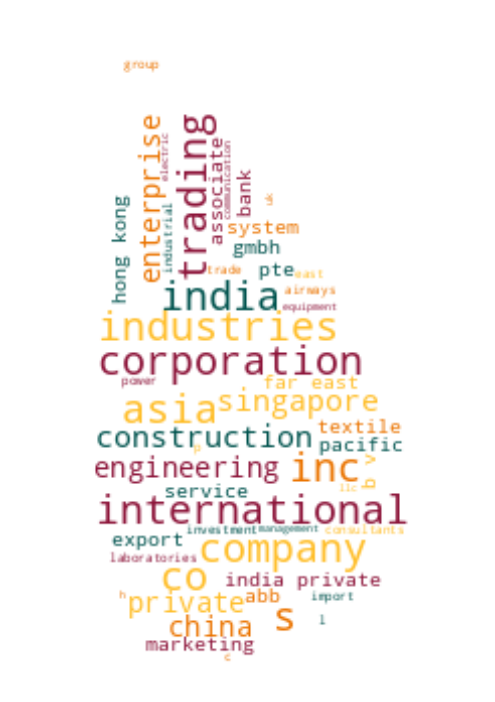 group
enterprise
electric
trading
associate
communication
bank
uk
hong kong
industrial
system
gmbh
trade
pte
east
india
airways
equipment
industries
corporation
power
far east
asia
singapore
textile
construction
pacific
p
engineering
inc
b v
llc
service
international
investment
management
consultants
export
company
laboratories
co
india private
h
private
abb
import
s
l
china
marketing
c